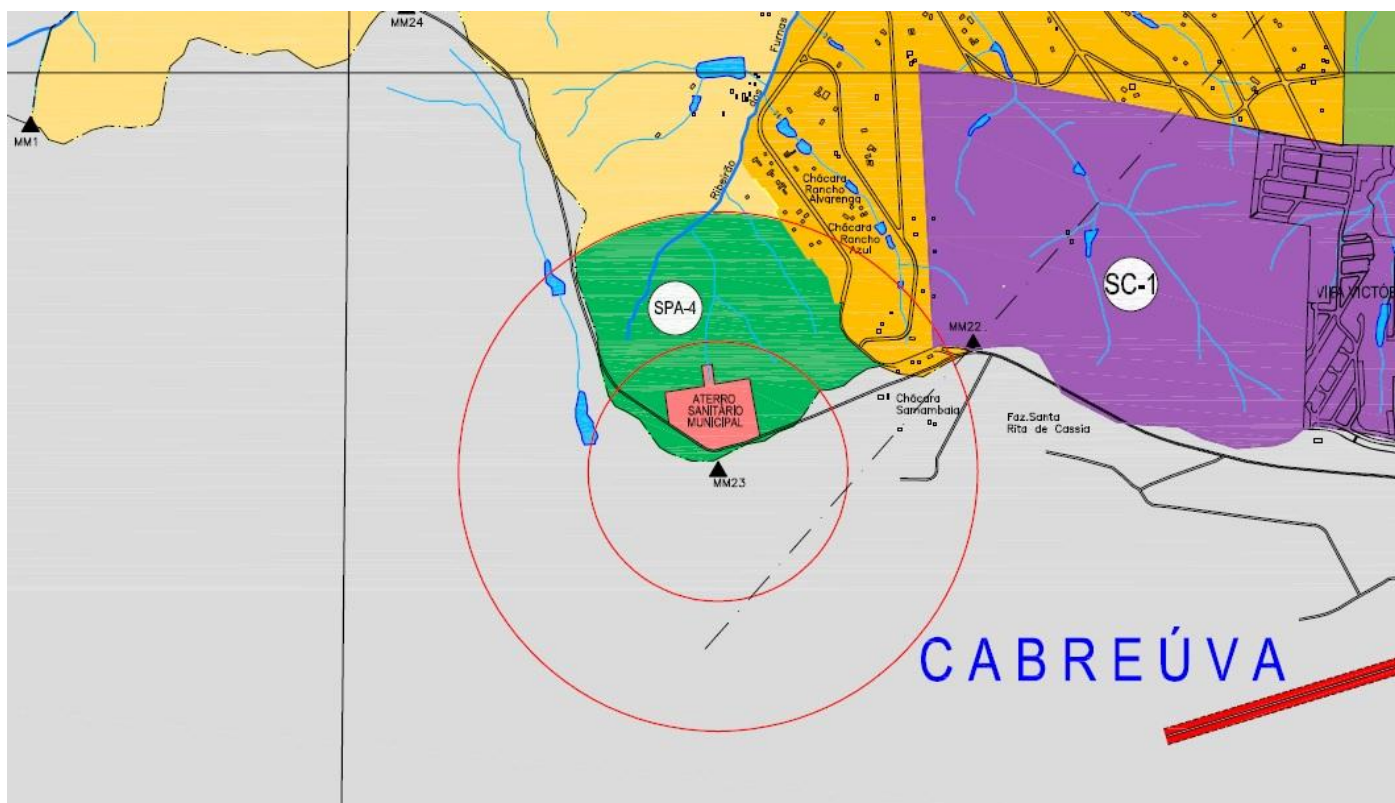 MM24
MM1
Ribeirão
das
Furnas
Chácara
Rancho
Alvarenga
Chácara
Rancho
Azul
SPA-4
SC-1
MM22
ATERRO
SANITÁRIO
MUNICIPAL
Chácara
Samambaia
Faz.Santa
Rita de Cassia
MM23
CABREÚVA